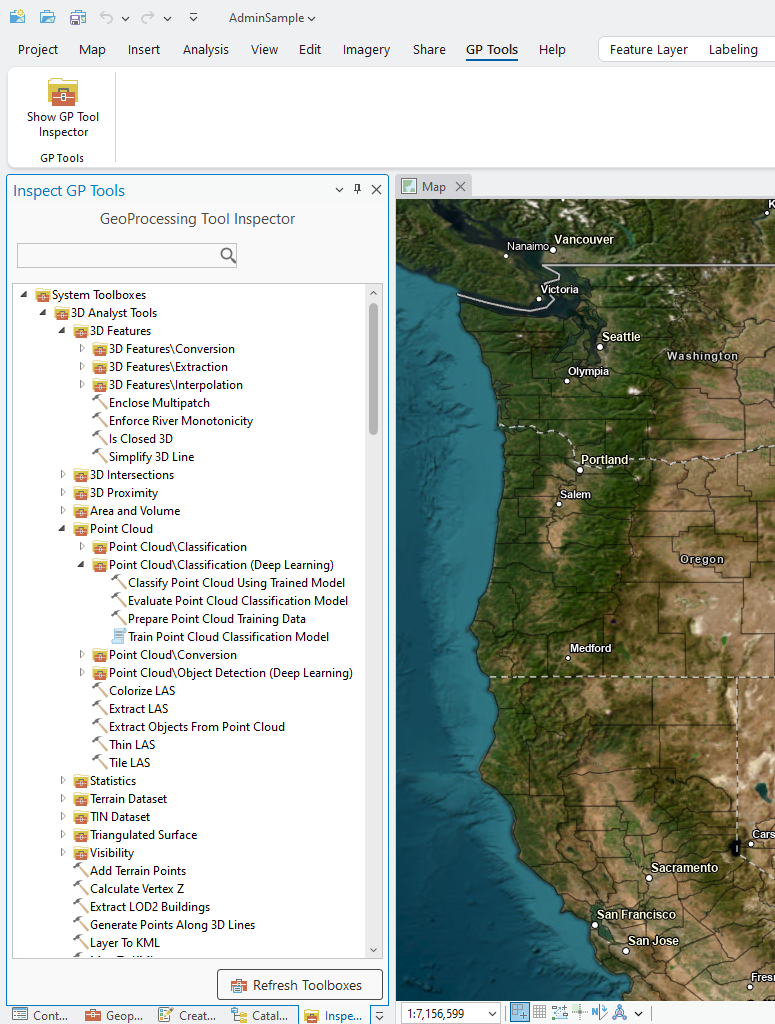 AdminSample
Project Map Insert Analysis View Edit Imagery Share GP Tools Help Feature Layer Labeling
Show GP Tool
Inspector
GP Tools
Inspect GP Tools
Map
GeoProcessing Tool Inspector
System Toolboxes
3D Analyst Tools
3D Features
3D Features\Conversion
3D Features\Extraction
3D Features\Interpolation
Enclose Multipatch
Enforce River Monotonicity
Is Closed 3D
Simplify 3D Line
3D Intersections
3D Proximity
Area and Volume
Point Cloud
Point Cloud\Classification
Point Cloud\Classification (Deep Learning)
Classify Point Cloud Using Trained Model
Evaluate Point Cloud Classification Model
Prepare Point Cloud Training Data
Train Point Cloud Classification Model
Point Cloud\Conversion
Point Cloud\Object Detection (Deep Learning)
Colorize LAS
Extract LAS
Extract Objects From Point Cloud
Thin LAS
Tile LAS
Statistics
Terrain Dataset
TIN Dataset
Triangulated Surface
Visibility
Add Terrain Points
Calculate Vertex Z
Extract LOD2 Buildings
Generate Points Along 3D Lines
Layer To KML
Refresh Toolboxes
Cont... Geop... Creat... Catal... Inspe...
K
Vancouver
Nanaimo
Victoria
Seattle
Washington
Olympia
Portland
Salem
Oregon
Medford
Cars
Sacramento
San Francisco
San Jose
Fres
1:7,156,599